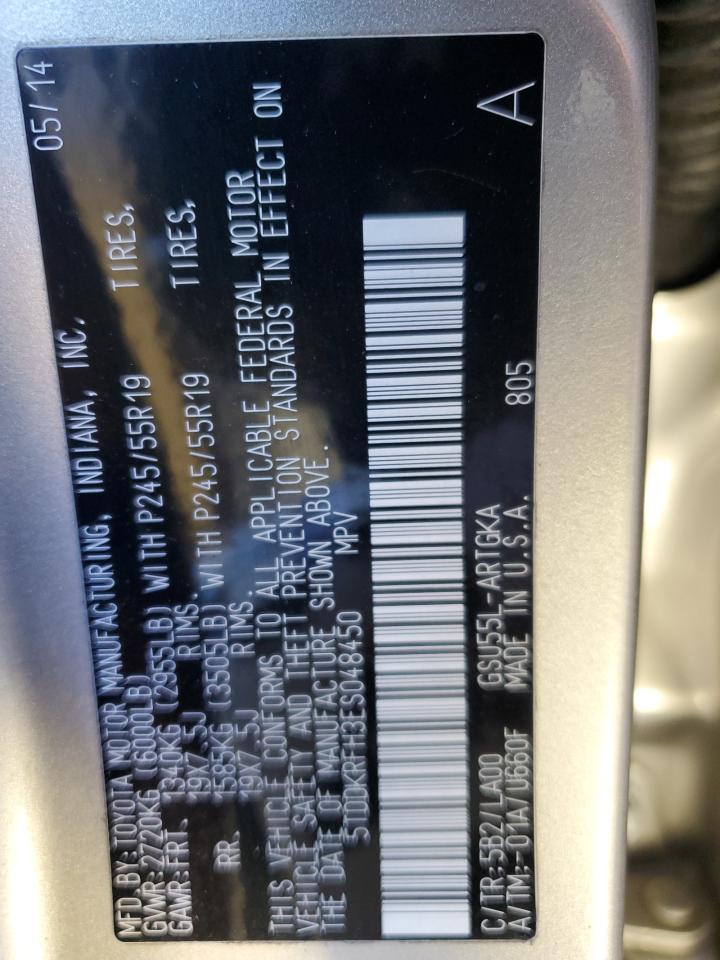 MFD BY:TOYOTA MOTOR MANUFACTURING, INDIANA, INC. 05/14
GVWR:2720KG (6000LB)
GAWR:FRT. 1340KG (2955LB) WITH P245/55R19 TIRES,
19X7.5J RIMS.
RR. 1585KG (3505LB) WITH P245/55R19 TIRES,
19X7.5J RIMS.
THIS VEHICLE CONFORMS TO ALL APPLICABLE FEDERAL MOTOR
VEHICLE SAFETY AND THEFT PREVENTION STANDARDS IN EFFECT ON
THE DATE OF MANUFACTURE SHOWN ABOVE.
5TDDKRFH3ES048450 MPV
C/TR:5B2/LA00 GSU55L-ARTGKA
A/TM:-01A/U660F MADE IN U.S.A. 805 A